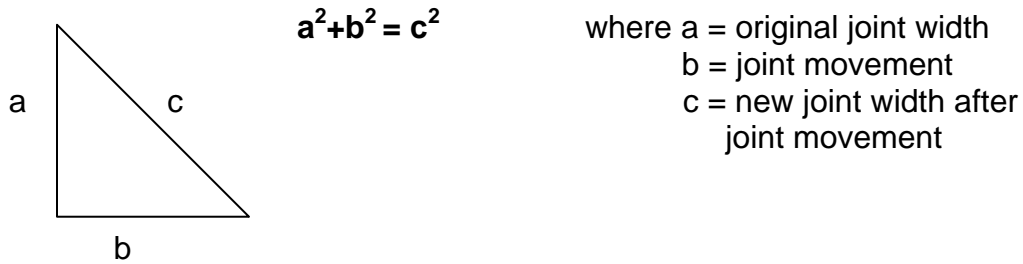 a²+b² = c²
where a = original joint width
b = joint movement
c = new joint width after
joint movement
a
c
b